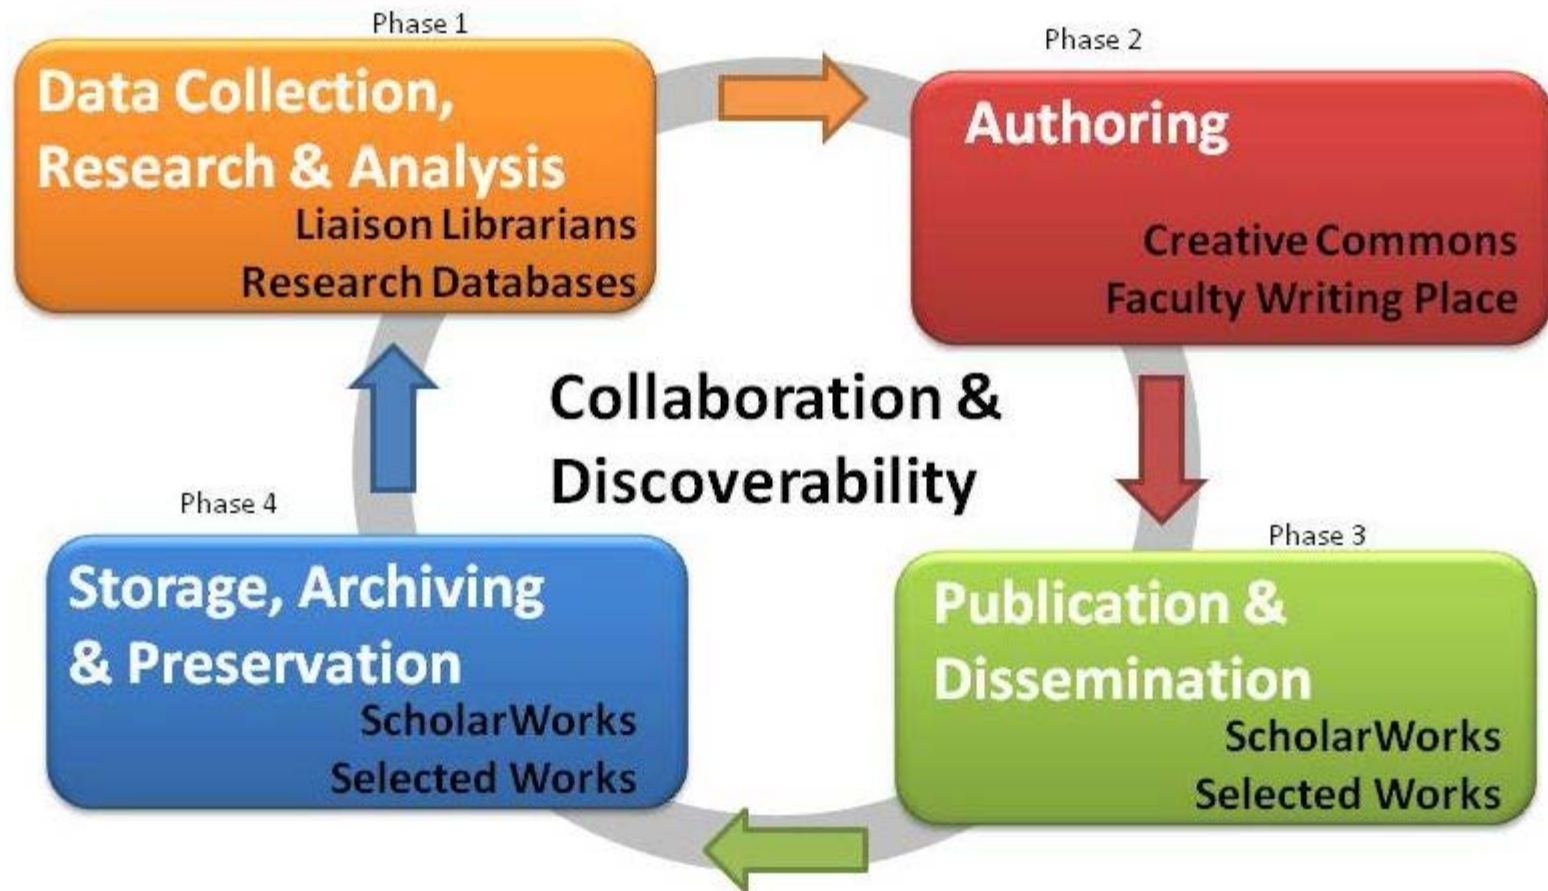 Phase 1
Data Collection,
Research & Analysis
Liaison Librarians
Research Databases
Phase 2
Authoring
Creative Commons
Faculty Writing Place
Collaboration &
Discoverability
Phase 3
Publication &
Dissemination
ScholarWorks
Selected Works
Phase 4
Storage, Archiving
& Preservation
ScholarWorks
Selected Works